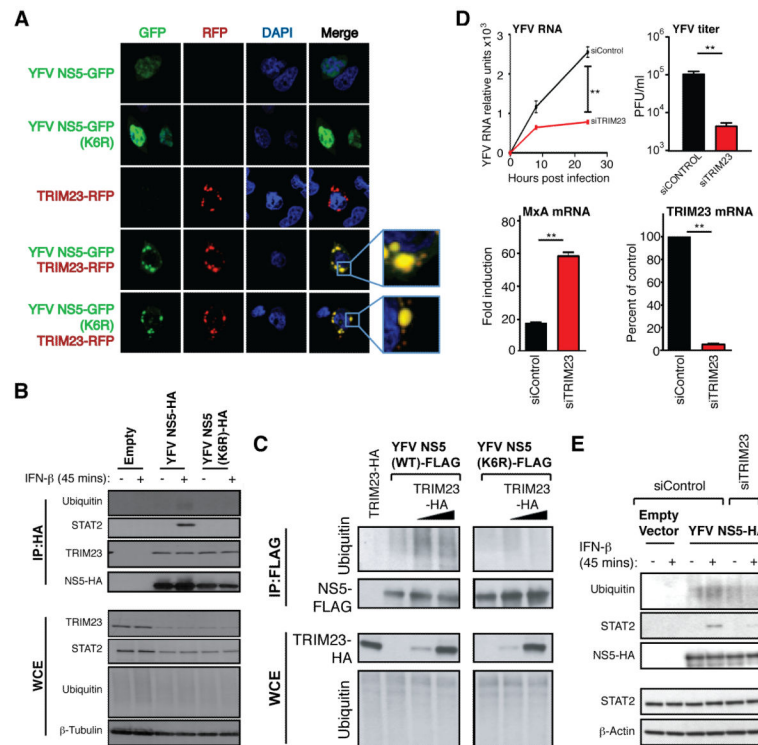 A
GFP RFP DAPI Merge
YFV NS5-GFP
YFV NS5-GFP
(K6R)
TRIM23-RFP
YFV NS5-GFP
TRIM23-RFP
YFV NS5-GFP
(K6R)
TRIM23-RFP
B
Empty
YFV NS5-HA
YFV NS5
(K6R)-HA
IFN-β (45 mins) - + - + - +
IP:HA
Ubiquitin
STAT2
TRIM23
NS5-HA
WCE
TRIM23
STAT2
Ubiquitin
β-Tubulin
C
TRIM23-HA
YFV NS5
(WT)-FLAG
YFV NS5
(K6R)-FLAG
TRIM23
-HA
TRIM23
-HA
IP:FLAG
Ubiquitin
NS5-
FLAG
WCE
TRIM23-
HA
Ubiquitin
D
YFV RNA
YFV RNA relative units x10³
3
2
1
0
0 10 20 30
Hours post infection
siControl
**
siTRIM23
YFV titer
**
PFU/ml
10⁶
10⁵
10⁴
10³
siCONTROL
siTRIM23
MxA mRNA
**
Fold induction
80
60
40
20
0
siControl
siTRIM23
TRIM23 mRNA
**
Percent of control
100
80
60
40
20
0
siControl
siTRIM23
E
siControl
siTRIM23
Empty
Vector
YFV NS5-HA
IFN-β
(45 mins): - + - + - +
Ubiquitin
STAT2
NS5-HA
STAT2
β-Actin